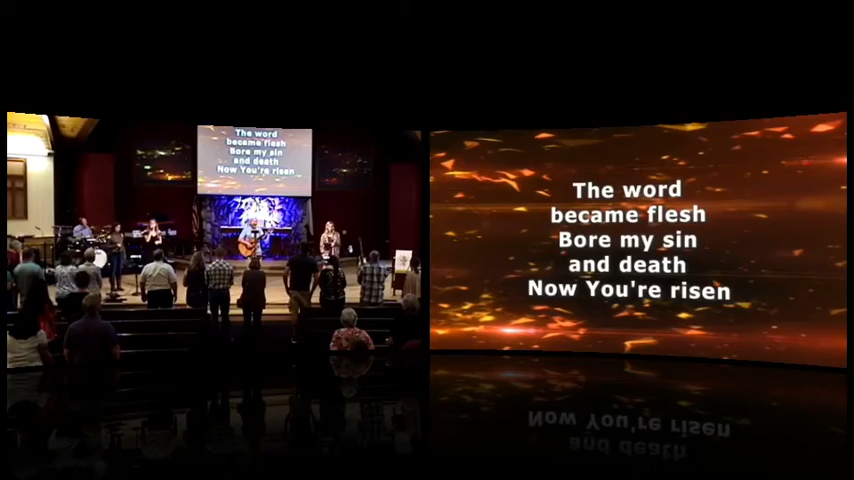 The word
became flesh
Bore my sin
and death
Now You're risen
The word
became flesh
Bore my sin
and death
Now You're risen